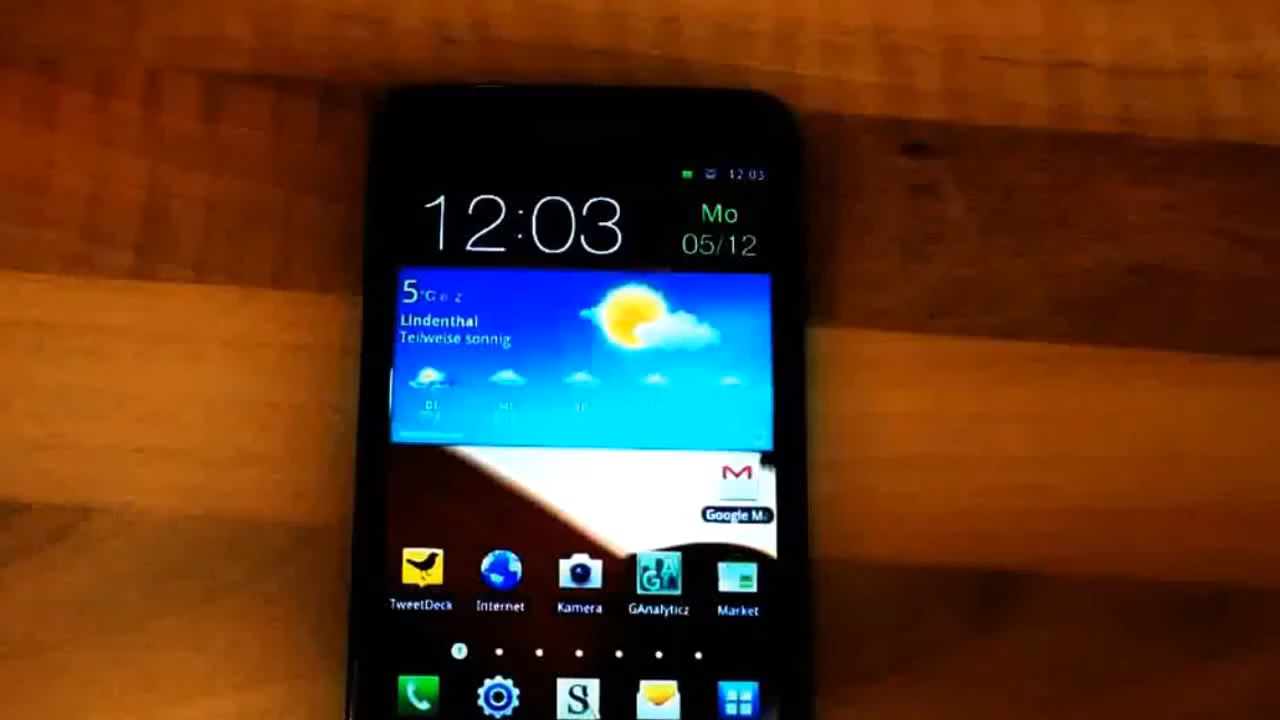 12:03
12:03
Mo
05/12
5°C
Lindenthal
Teilweise sonnig
Google M
TweetDeck
Internet
Kamera
GAnalyticz
Market